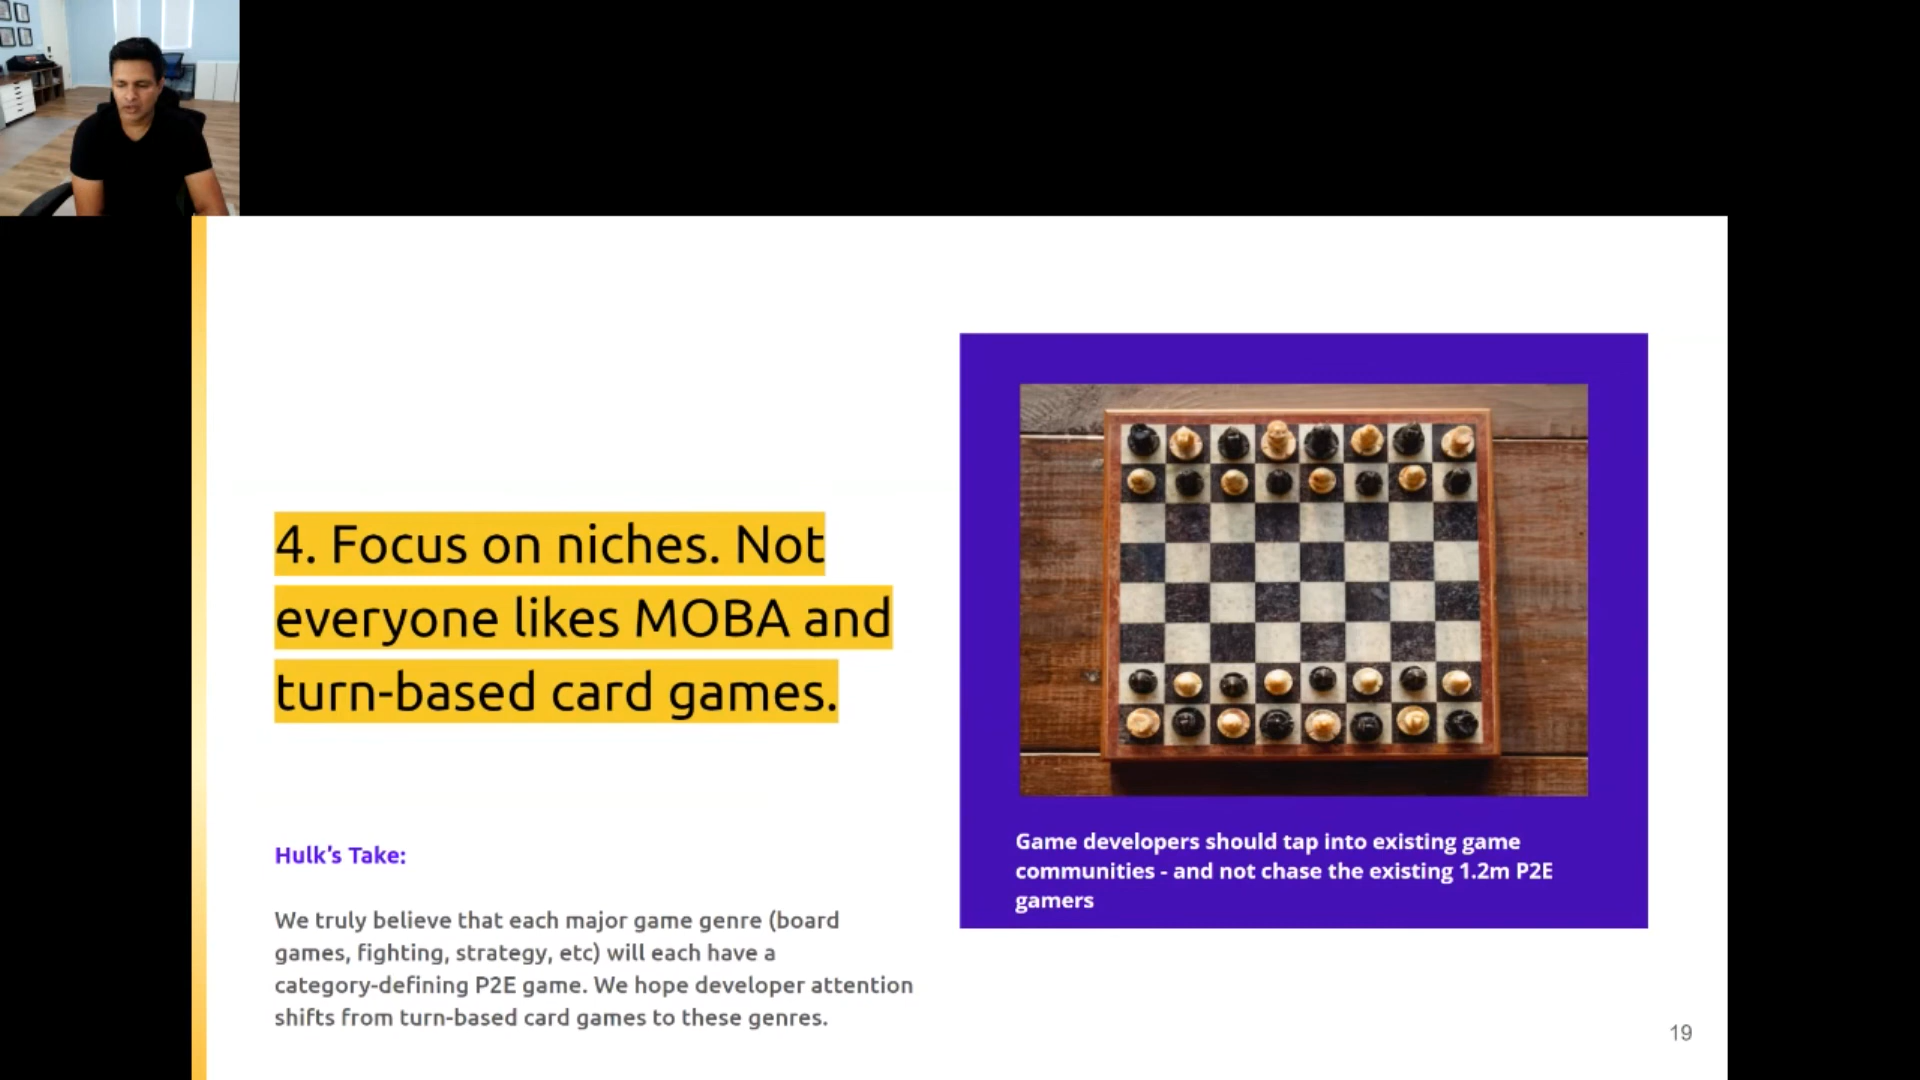 4. Focus on niches. Not
everyone likes MOBA and
turn-based card games.
Hulk’s Take:
We truly believe that each major game genre (board
games, fighting, strategy, etc) will each have a
category-defining P2E game. We hope developer attention
shifts from turn-based card games to these genres.
Game developers should tap into existing game
communities - and not chase the existing 1.2m P2E
gamers
19